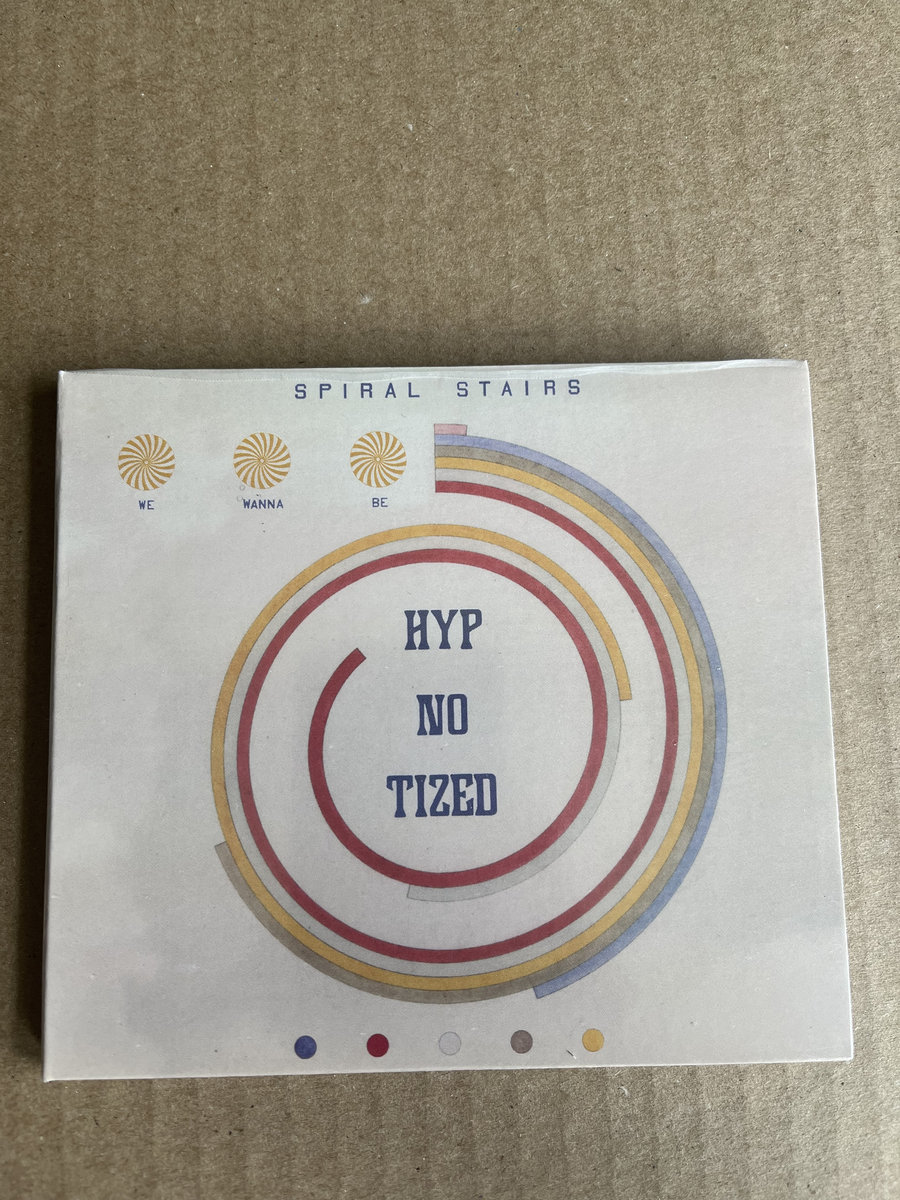 SPIRAL STAIRS
WE WANNA BE
HYP
NO
TIZED